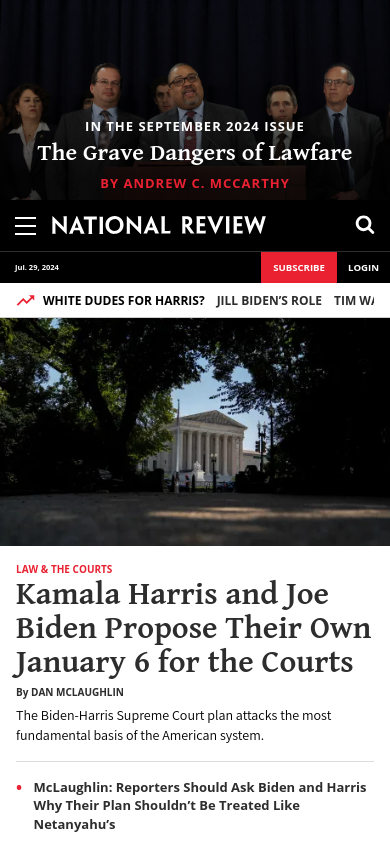 IN THE SEPTEMBER 2024 ISSUE
The Grave Dangers of Lawfare
BY ANDREW C. MCCARTHY
NATIONAL REVIEW
Jul. 29, 2024
SUBSCRIBE
LOGIN
WHITE DUDES FOR HARRIS? JILL BIDEN'S ROLE TIM
LAW & THE COURTS
Kamala Harris and Joe
Biden Propose Their Own
January 6 for the Courts
By DAN MCLAUGHLIN
The Biden-Harris Supreme Court plan attacks the most
fundamental basis of the American system.
• McLaughlin: Reporters Should Ask Biden and Harris
Why Their Plan Shouldn't Be Treated Like
Netanyahu's